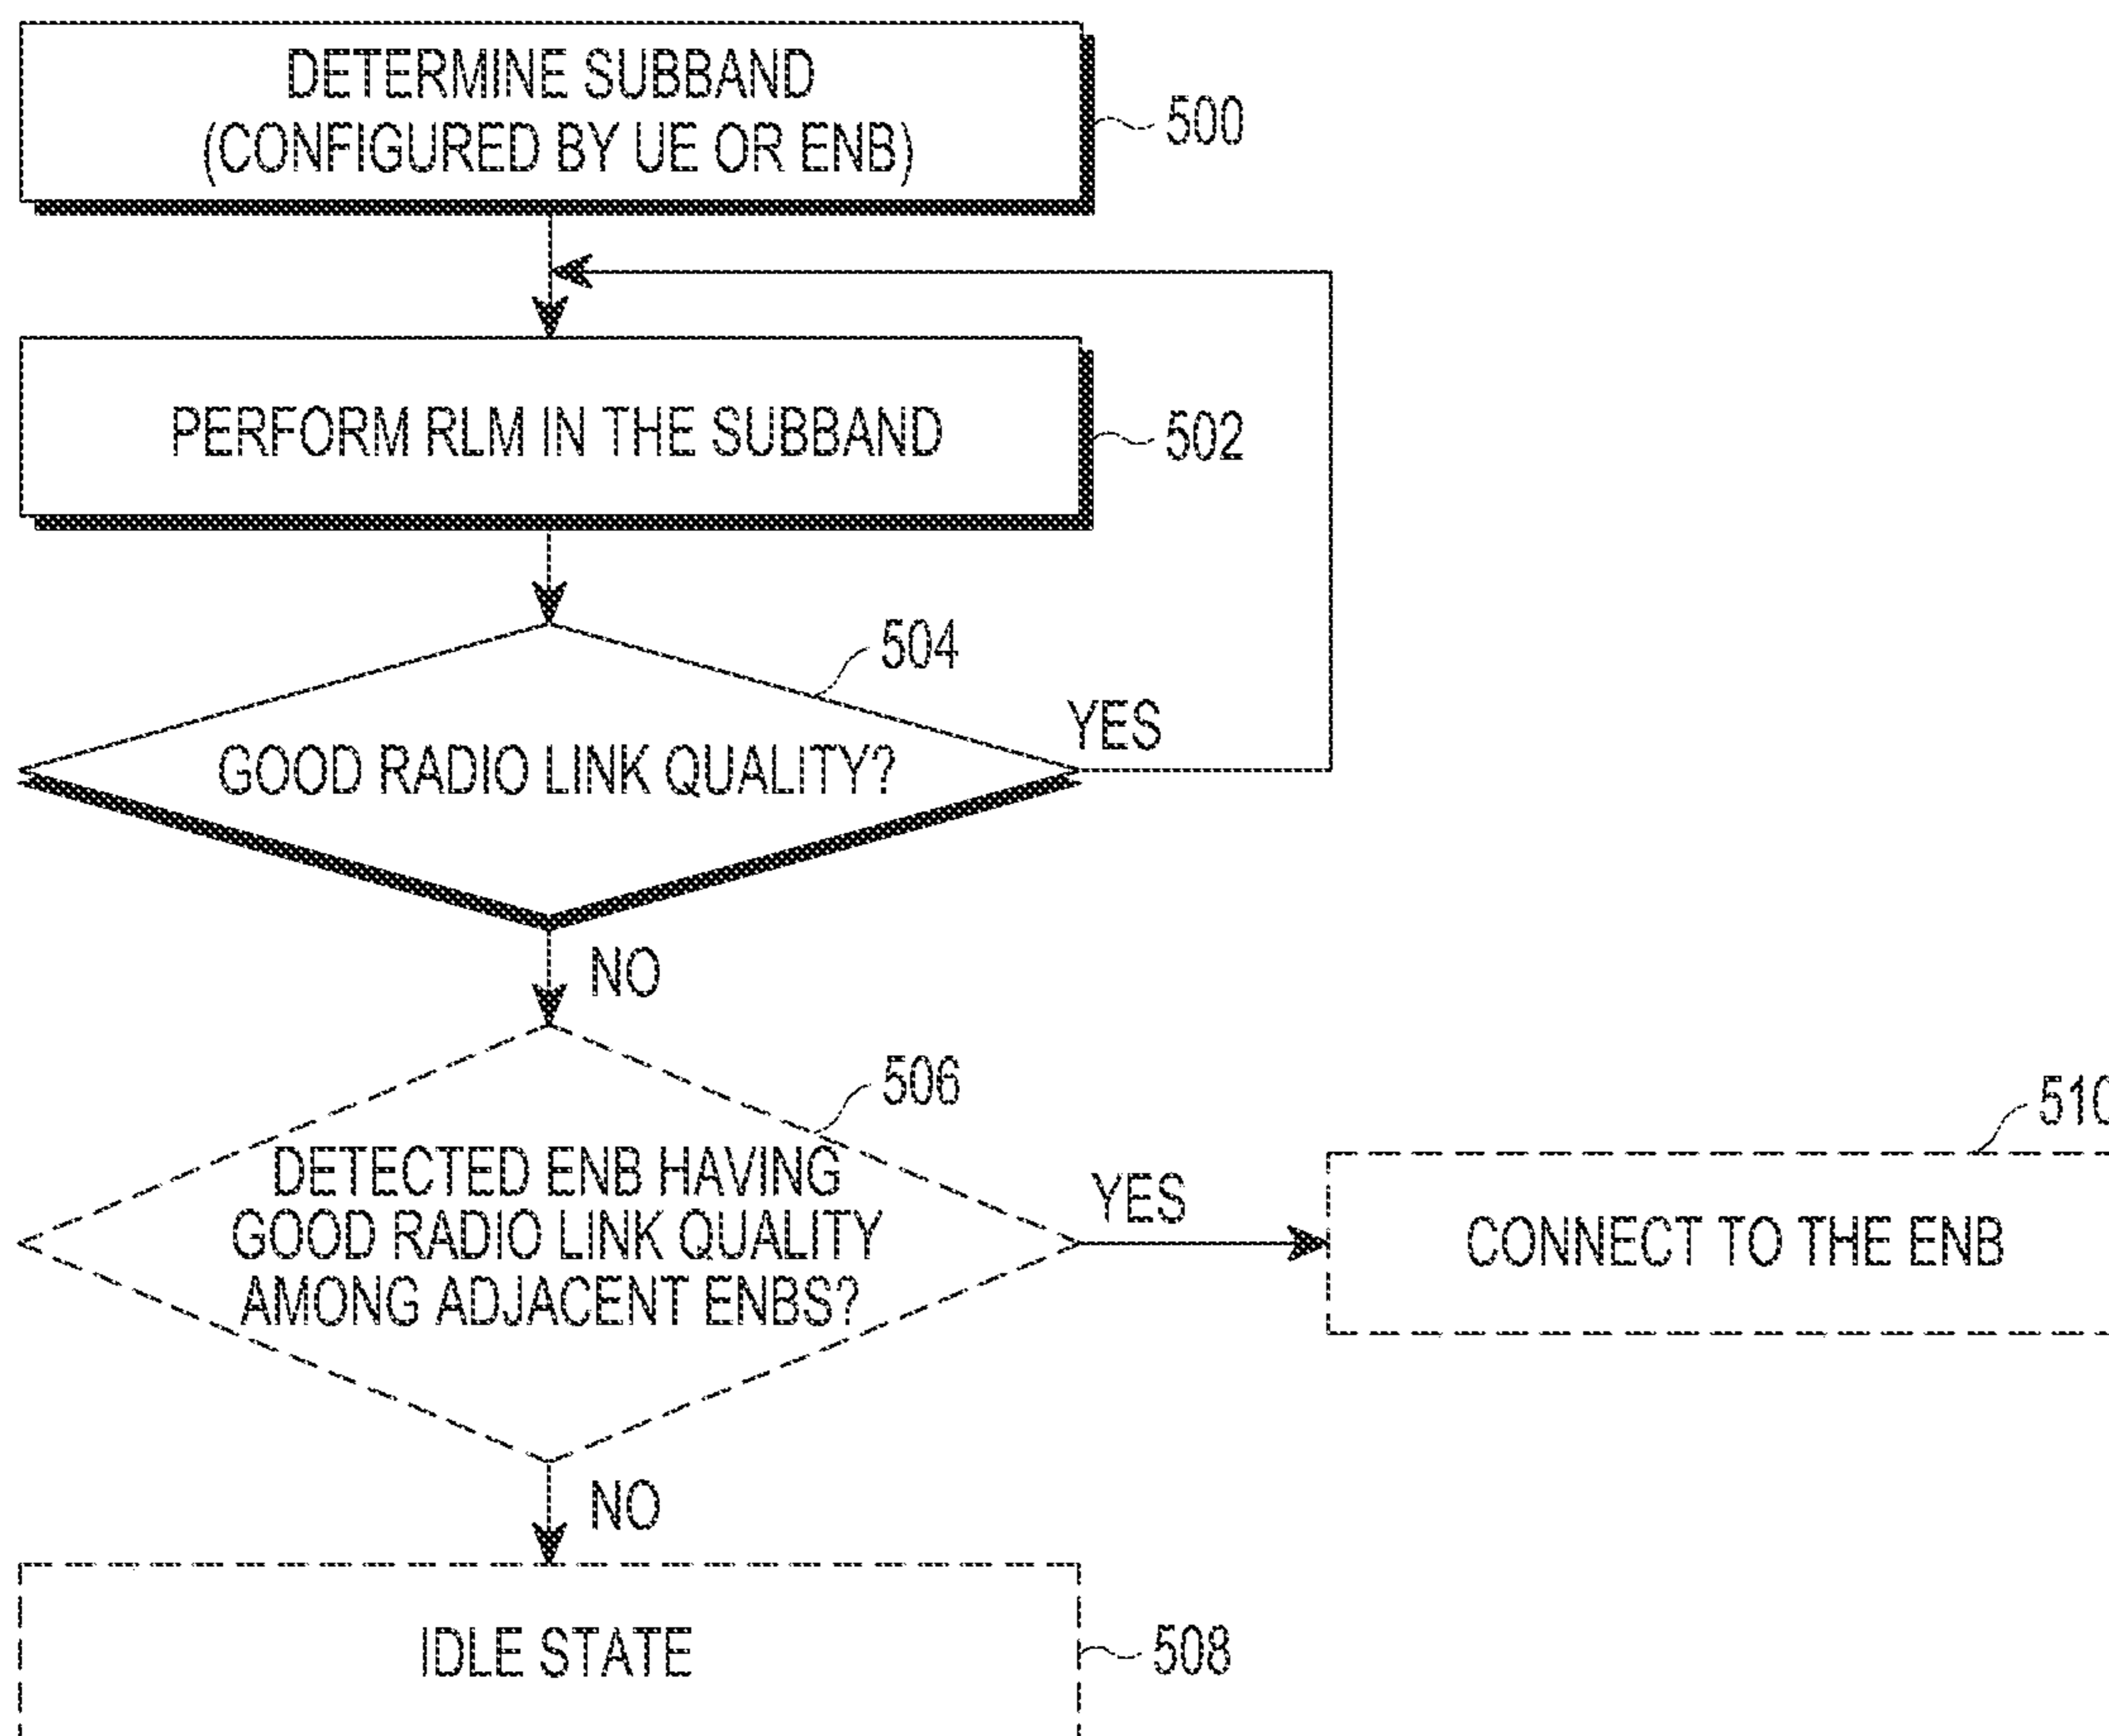 DETERMINE SUBBAND
(CONFIGURED BY UE OR ENB)
500
PERFORM RLM IN THE SUBBAND
502
504
YES
GOOD RADIO LINK QUALITY?
NO
506
510
DETECTED ENB HAVING
GOOD RADIO LINK QUALITY
AMONG ADJACENT ENBS?
YES
CONNECT TO THE ENB
NO
IDLE STATE
508